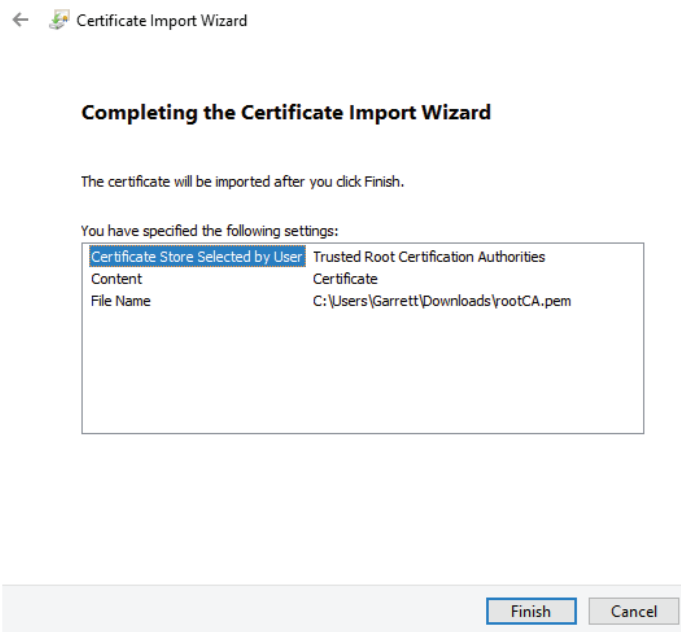 Certificate Import Wizard
Completing the Certificate Import Wizard
The certificate will be imported after you click Finish.
You have specified the following settings:
Certificate Store Selected by User Trusted Root Certification Authorities
Content Certificate
File Name C:\Users\Garrett\Downloads\rootCA.pem
Finish Cancel